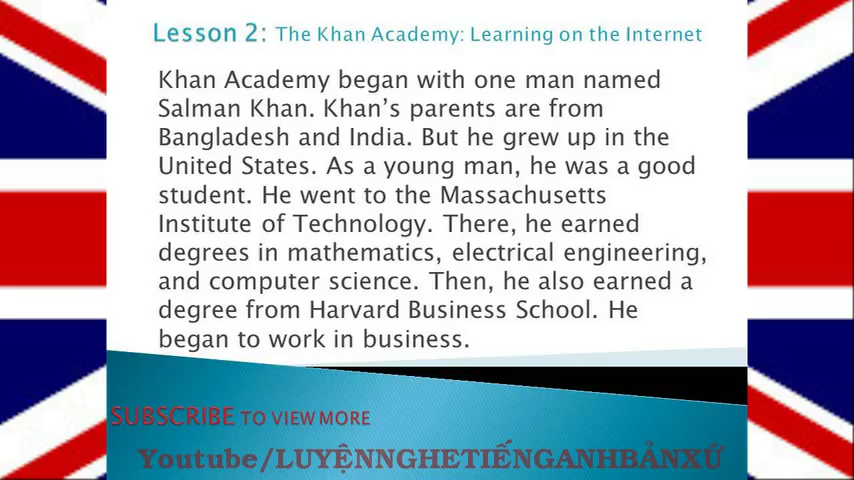 Lesson 2: The Khan Academy: Learning on the Internet
Khan Academy began with one man named
Salman Khan. Khan's parents are from
Bangladesh and India. But he grew up in the
United States. As a young man, he was a good
student. He went to the Massachusetts
Institute of Technology. There, he earned
degrees in mathematics, electrical engineering,
and computer science. Then, he also earned a
degree from Harvard Business School. He
began to work in business.
SUBSCRIBE TO VIEW MORE
Youtube/LUYỆNNGHETIẾNGANHBẢNXỨ